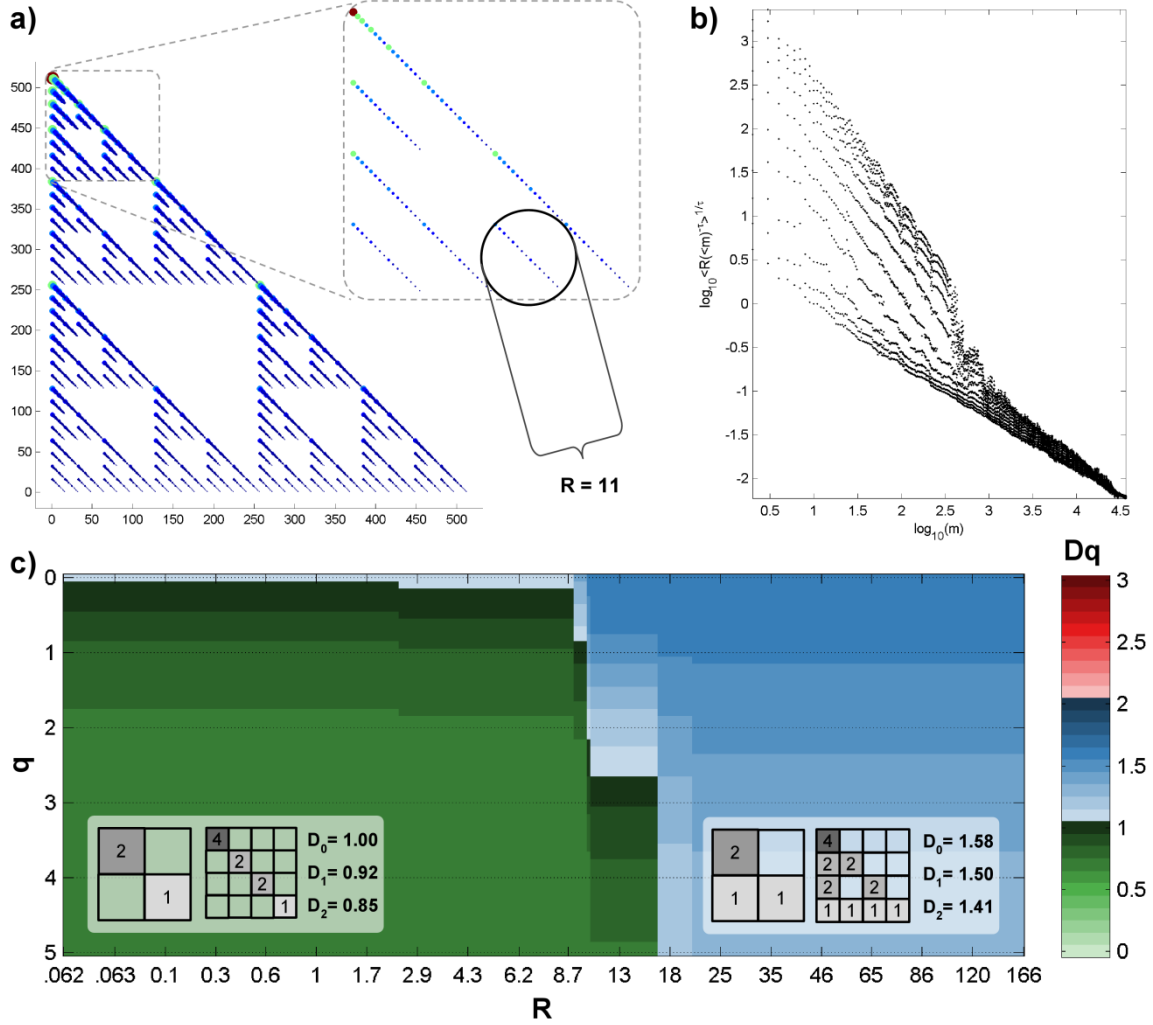 a)
500
450
400
350
300
250
200
150
100
50
0
0 50 100 150 200 250 300 350 400 450 500
R = 11
b)
3
2.5
2
1.5
1
0.5
0
-0.5
-1
-1.5
-2
0.5 1 1.5 2 2.5 3 3.5 4 4.5
log10(m)
log10<R(<m)^-τ>^1/τ
c)
Dq
0
1
2
3
4
5
q
.062 .063 0.1 0.3 0.6 1 1.7 2.9 4.3 6.2 8.7 13 18 25 35 46 65 86 120 166
R
2
1
4
2
2
1
D0= 1.00
D1= 0.92
D2= 0.85
2
1 1
4
2 2
2 2
1 1 1 1
D0= 1.58
D1= 1.50
D2= 1.41
3
2.5
2
1.5
1
0.5
0